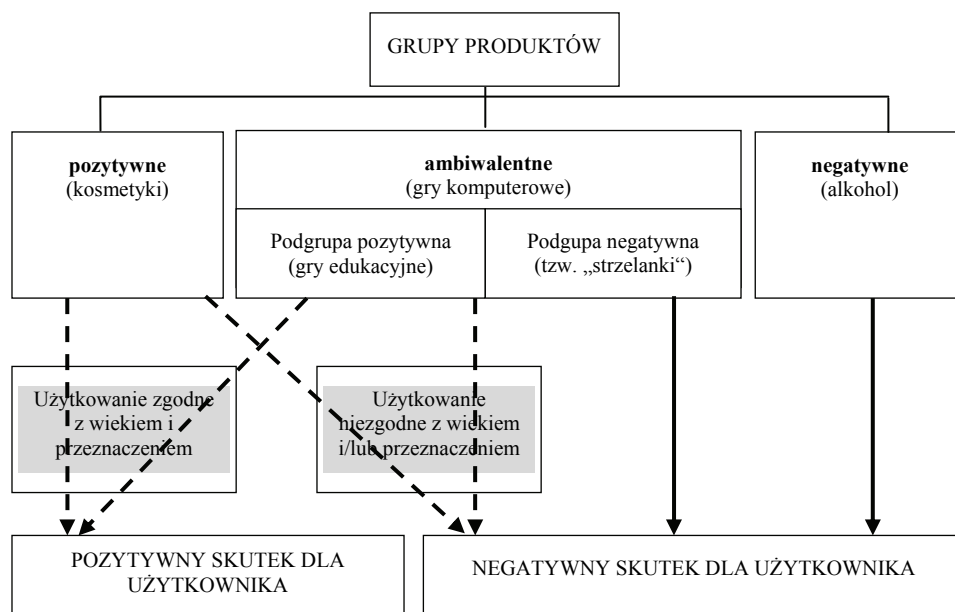 GRUPY PRODUKTÓW
pozytywne
(kosmetyki)
ambiwalentne
(gry komputerowe)
negatywne
(alkohol)
Podgrupa pozytywna
(gry edukacyjne)
Podgupa negatywna
(tzw. „strzelanki“)
Użytkowanie zgodne
z wiekiem i
przeznaczeniem
Użytkowanie
niezgodne z wiekiem
i/lub przeznaczeniem
POZYTYWNY SKUTEK DLA
UŻYTKOWNIKA
NEGATYWNY SKUTEK DLA UŻYTKOWNIKA